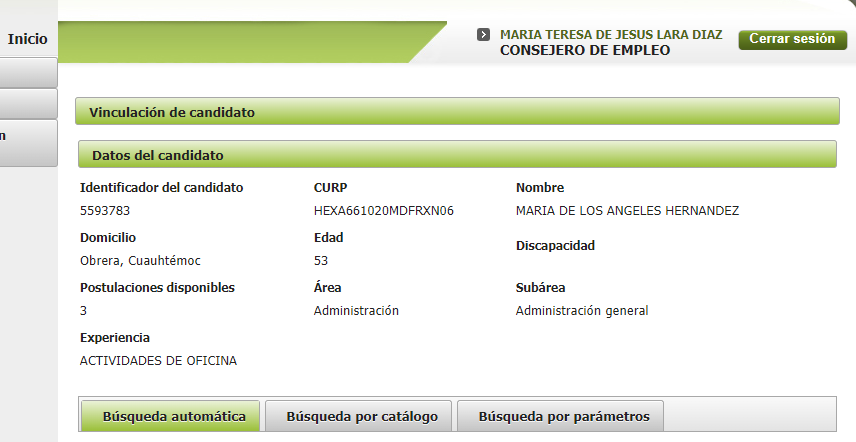 Inicio
MARIA TERESA DE JESUS LARA DIAZ
CONSEJERO DE EMPLEO
Cerrar sesión
n
Vinculación de candidato
Datos del candidato
Identificador del candidato CURP Nombre
5593783 HEXA661020MDFRXN06 MARIA DE LOS ANGELES HERNANDEZ
Domicilio Edad Discapacidad
Obrera, Cuauhtémoc 53
Postulaciones disponibles Área Subárea
3 Administración Administración general
Experiencia
ACTIVIDADES DE OFICINA
Búsqueda automática Búsqueda por catálogo Búsqueda por parámetros